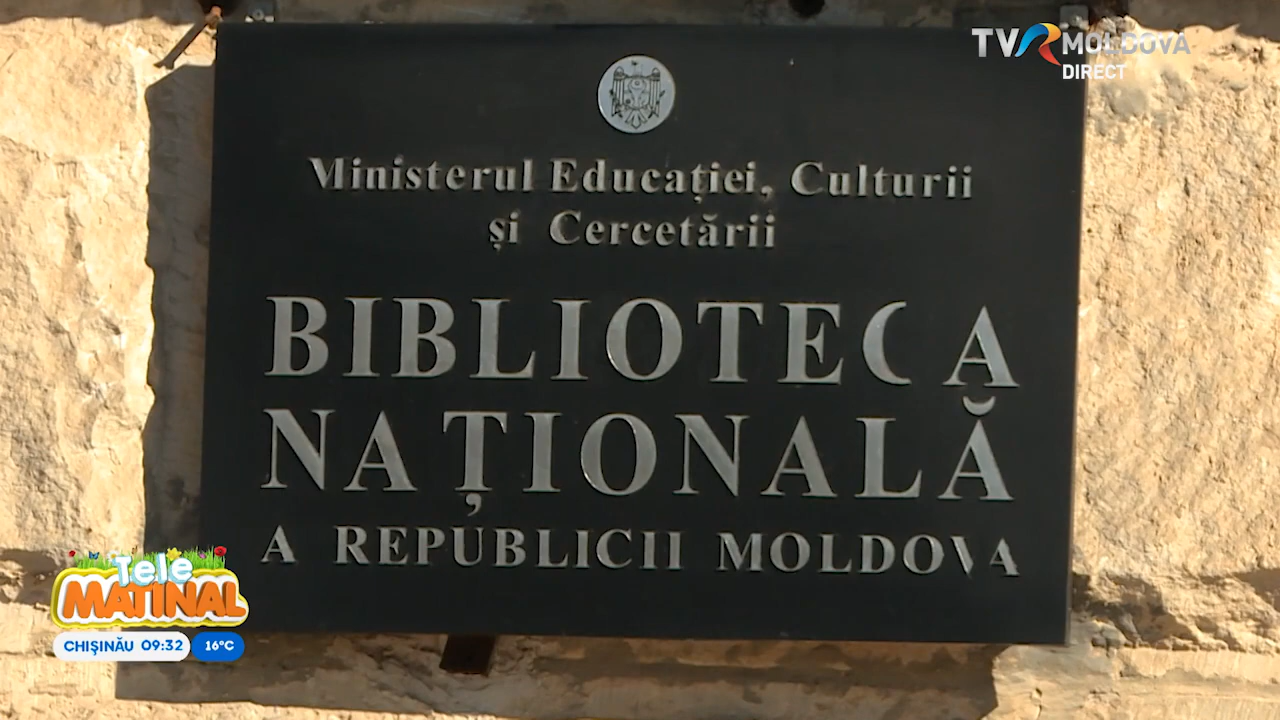 TVR MOLDOVA
DIRECT
Ministerul Educației, Culturii
și Cercetării
BIBLIOTECA
NAȚIONALĂ
A REPUBLICII MOLDOVA
Tele
MATINAL
CHIȘINĂU 09:32 16°C